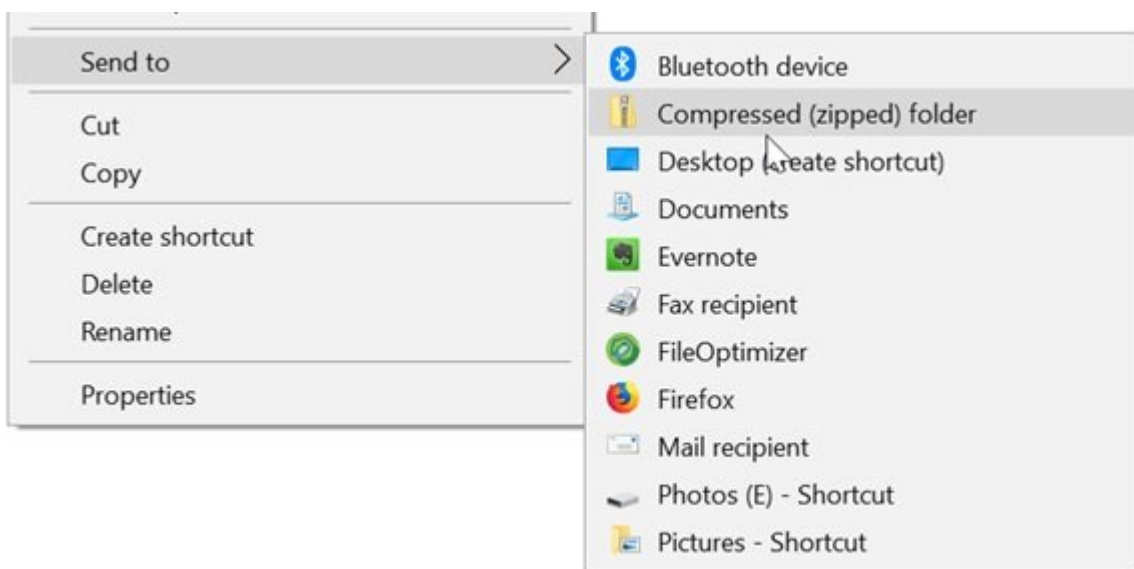 Send to
Cut
Copy
Create shortcut
Delete
Rename
Properties
Bluetooth device
Compressed (zipped) folder
Desktop (create shortcut)
Documents
Evernote
Fax recipient
FileOptimizer
Firefox
Mail recipient
Photos (E) - Shortcut
Pictures - Shortcut